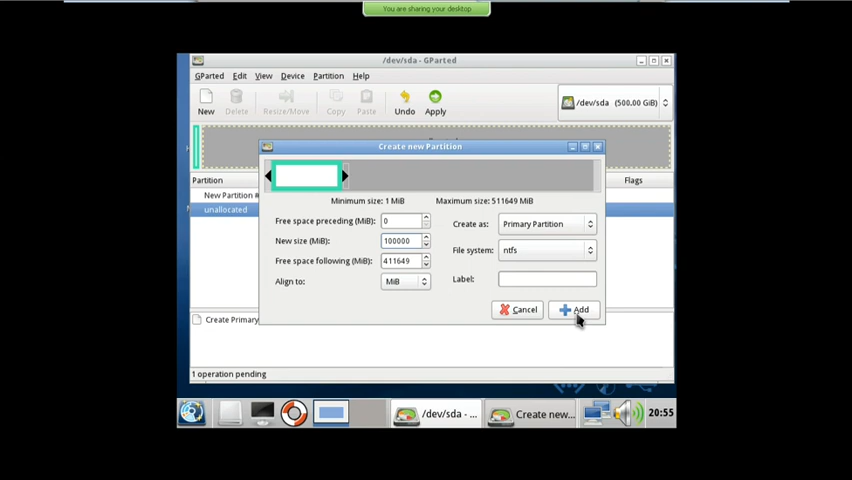 You are sharing your desktop
/dev/sda - GParted
GParted Edit View Device Partition Help
New Delete Resize/Move Copy Paste Undo Apply
/dev/sda (500.00 GiB)
Create new Partition
Partition
Flags
New Partition #
unallocated
Minimum size: 1 MiB Maximum size: 511649 MiB
Free space preceding (MiB): 0
Create as: Primary Partition
New size (MiB): 100000
File system: ntfs
Free space following (MiB): 411649
Align to: MiB
Label:
Cancel Add
Create Primary
1 operation pending
/dev/sda - ... Create new... 20:55